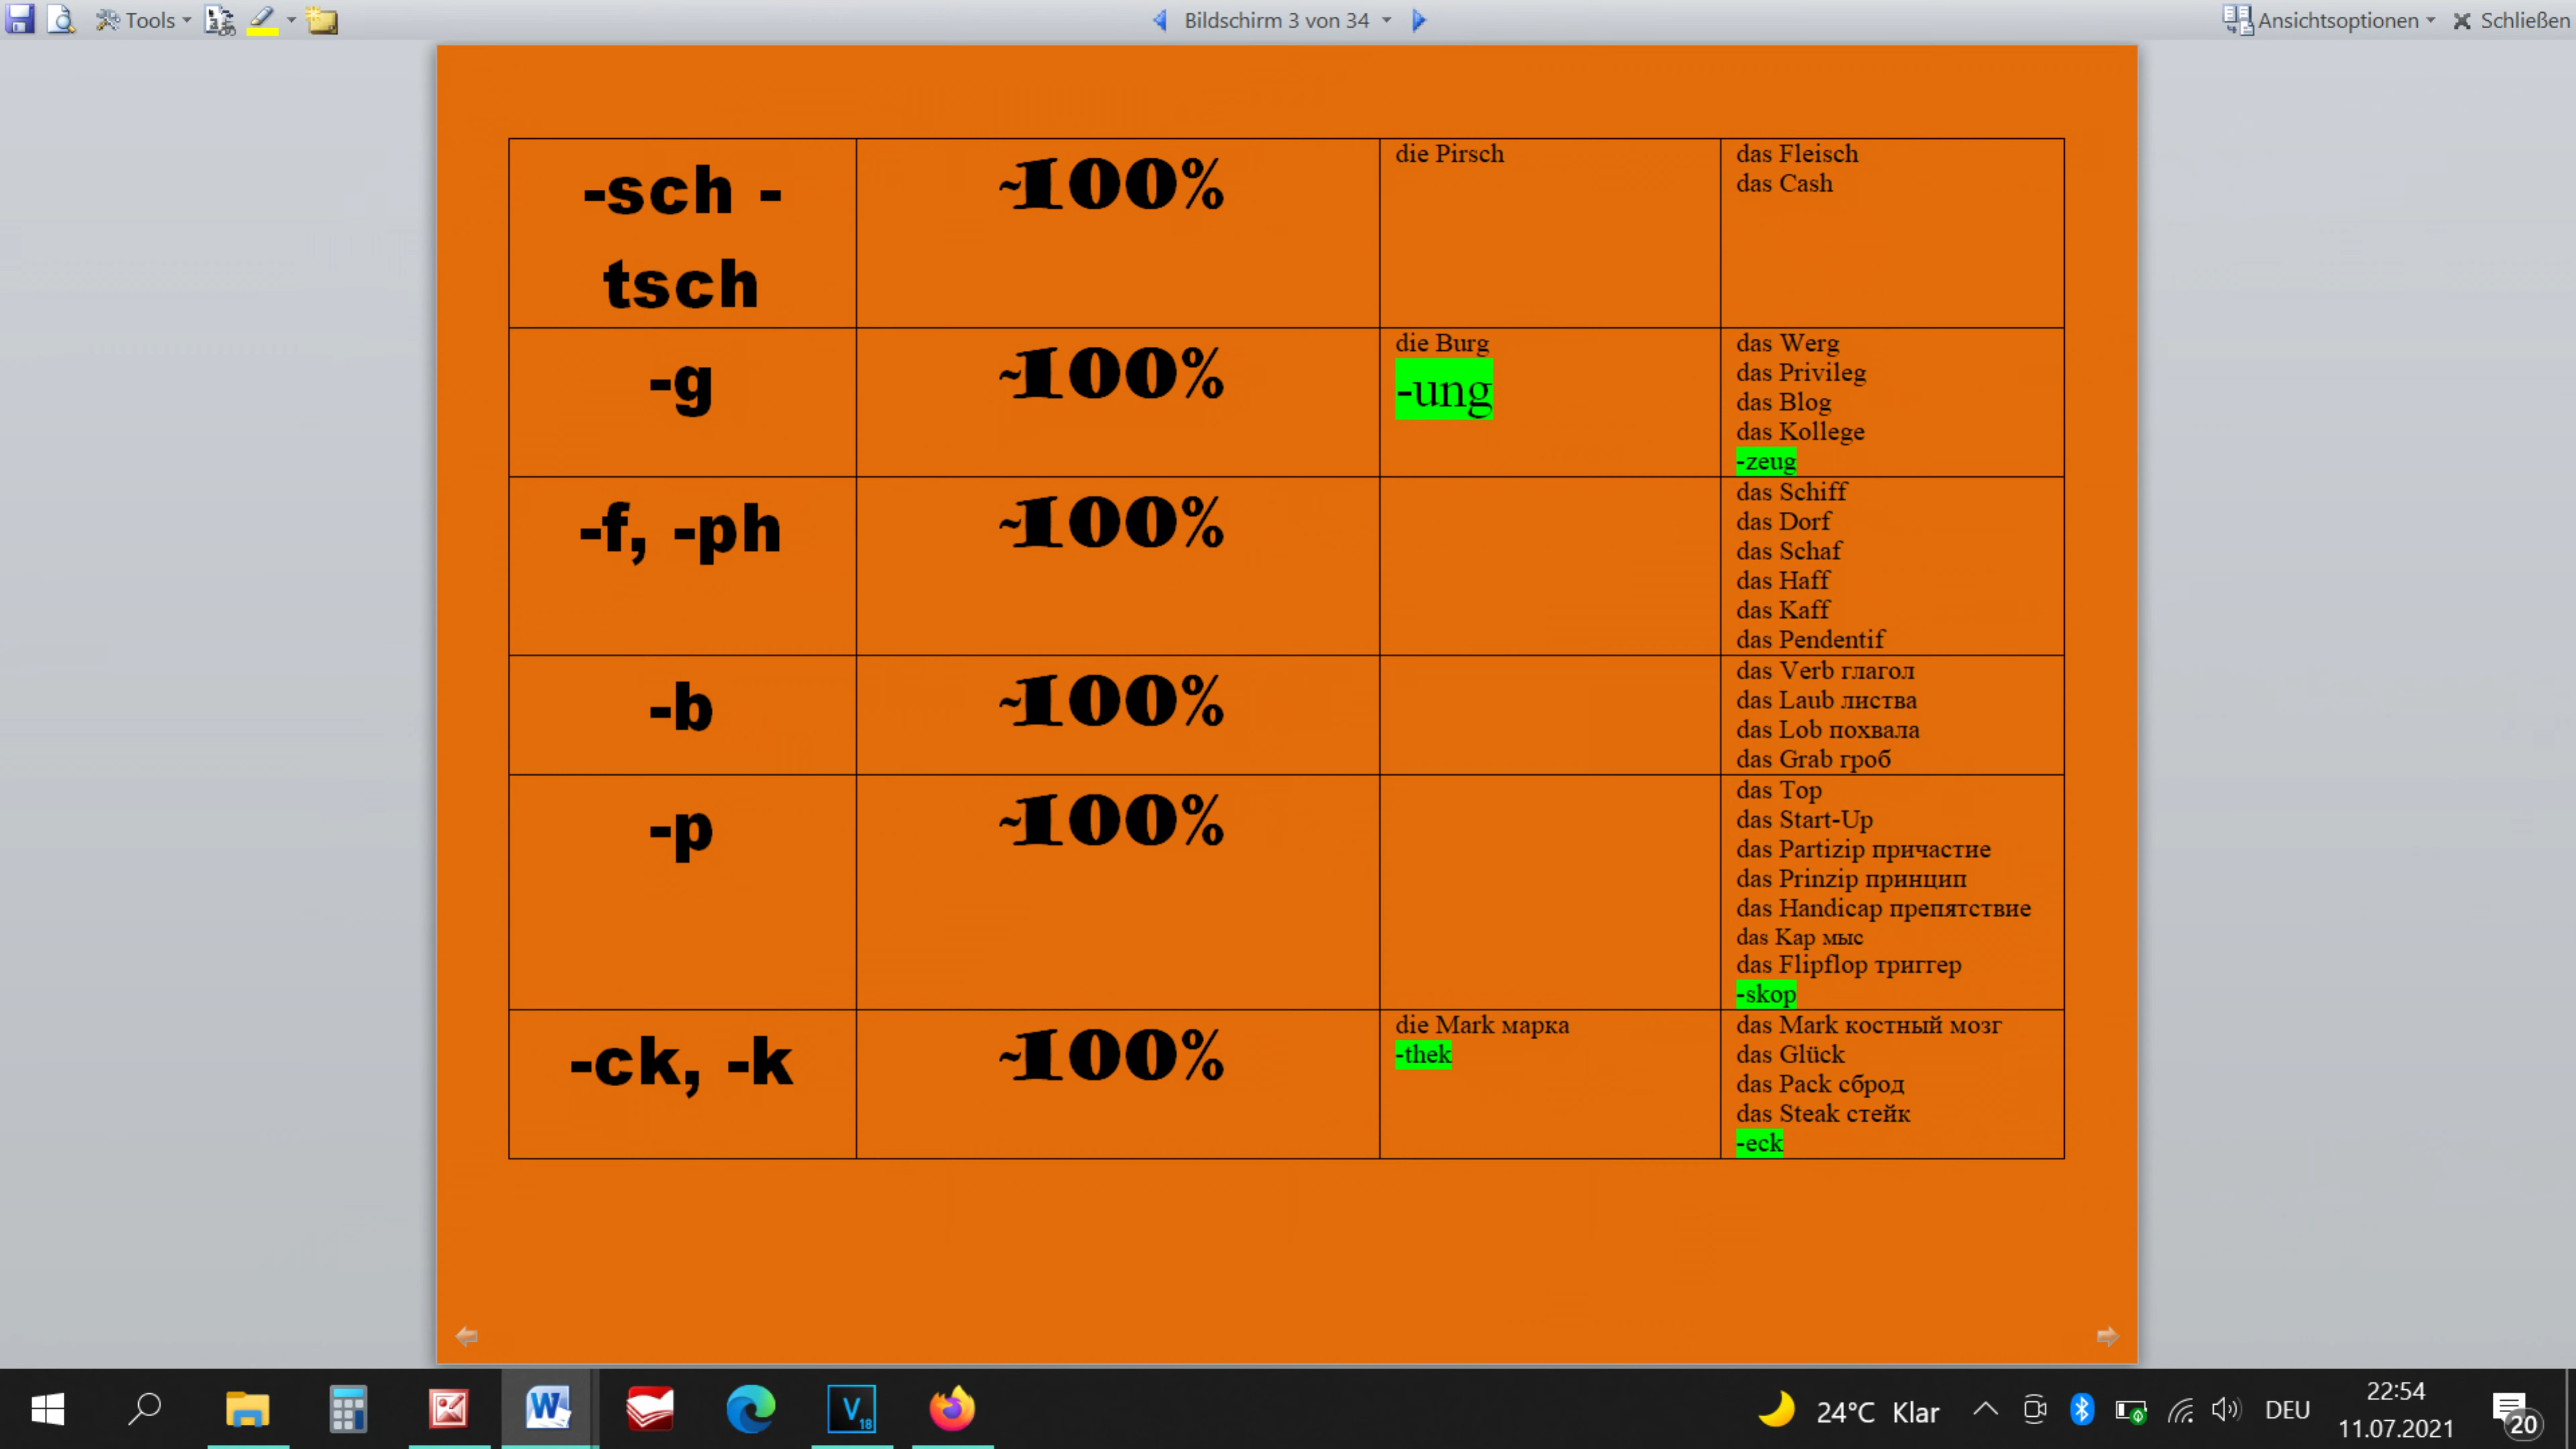 Tools
Bildschirm 3 von 34
Ansichtsoptionen
Schließen
-sch -
tsch
~100%
die Pirsch
das Fleisch
das Cash
-g
~100%
die Burg
-ung
das Werg
das Privileg
das Blog
das Kollege
-zeug
-f, -ph
~100%
das Schiff
das Dorf
das Schaf
das Haff
das Kaff
das Pendentif
-b
~100%
das Verb глагол
das Laub листва
das Lob похвала
das Grab гроб
-p
~100%
das Top
das Start-Up
das Partizip причастие
das Prinzip принцип
das Handicap препятствие
das Kap мыс
das Flipflop триггер
-skop
-ck, -k
~100%
die Mark марка
-thek
das Mark костный мозг
das Glück
das Pack сброд
das Steak стейк
-eck
W
V
18
24°C Klar
DEU
22:54
11.07.2021
20